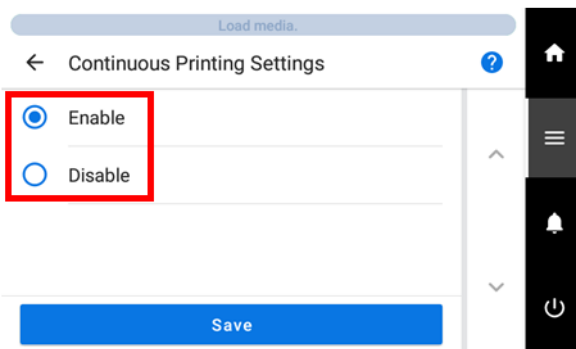 Load media.
Continuous Printing Settings
?
Enable
Disable
Save